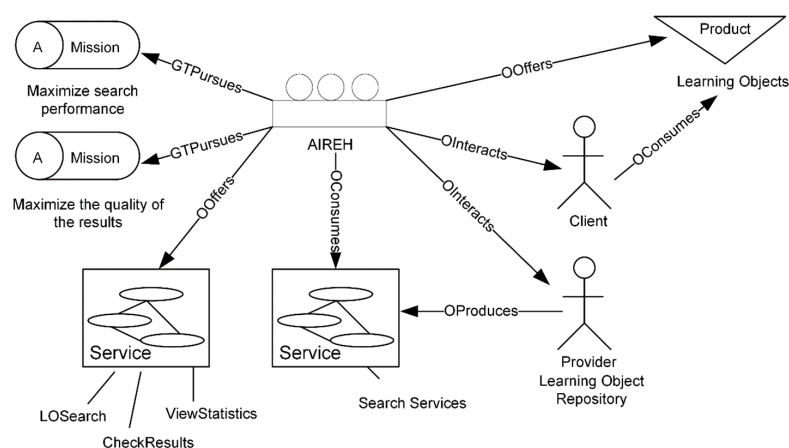 A Mission
Maximize search
performance
GTPursues
A Mission
Maximize the quality of
the results
GTPursues
AIREH
OOffers
Product
Learning Objects
OInteracts
OConsumes
Client
OInteracts
OOffers
OConsumes
Service
LOSearch
CheckResults
ViewStatistics
Service
Search Services
OProduces
Provider
Learning Object
Repository